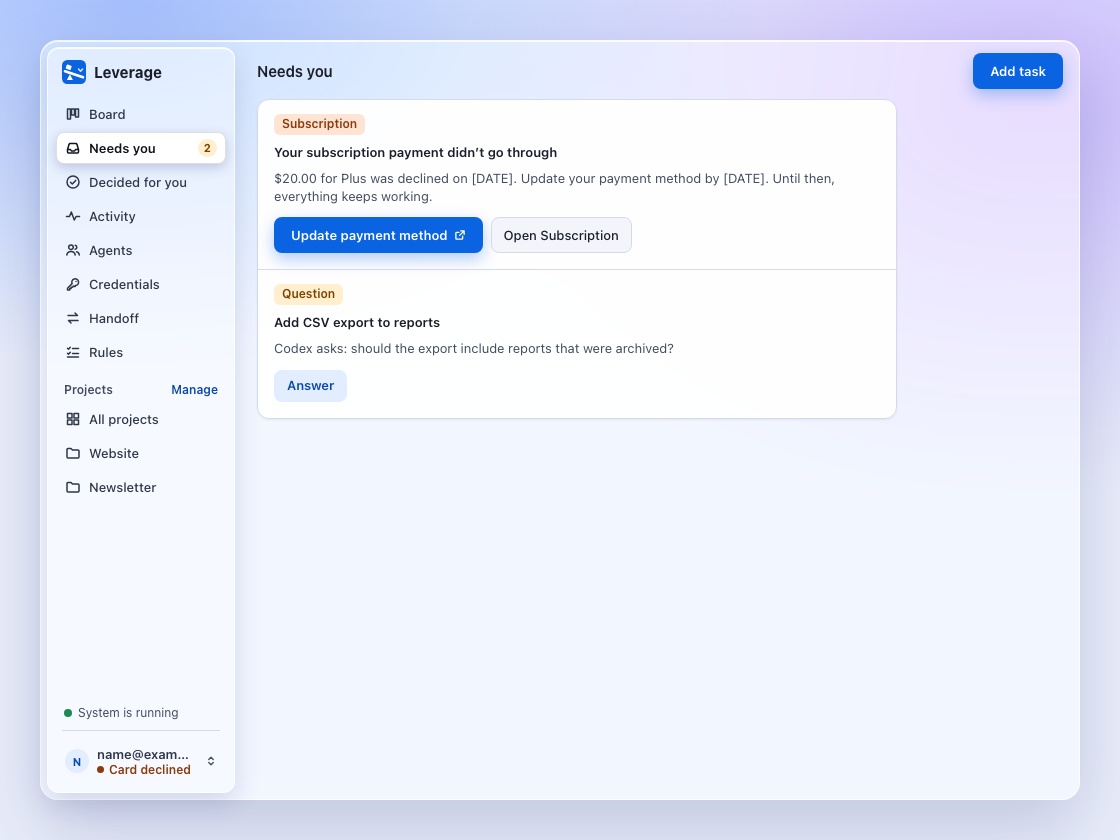 Leverage
Board
Needs you 2
Decided for you
Activity
Agents
Credentials
Handoff
Rules
Projects Manage
All projects
Website
Newsletter
System is running
N
name@exam...
Card declined
Needs you
Add task
Subscription
Your subscription payment didn’t go through
$20.00 for Plus was declined on [DATE]. Update your payment method by [DATE]. Until then,
everything keeps working.
Update payment method Open Subscription
Question
Add CSV export to reports
Codex asks: should the export include reports that were archived?
Answer